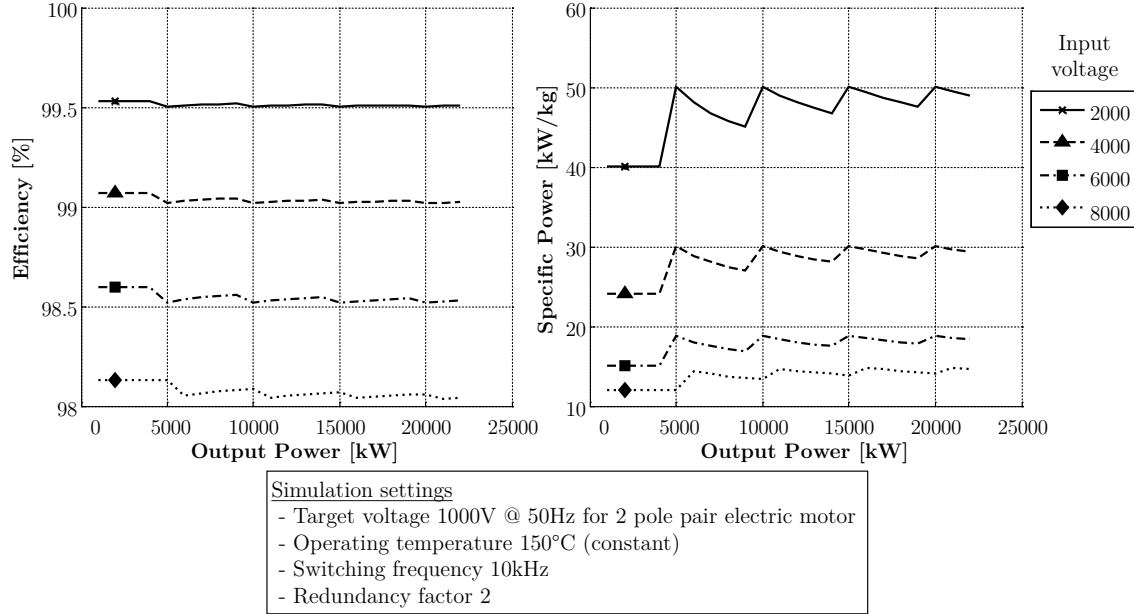 100
99.5
99
98.5
98
Efficiency [%]
0
5000
10000
15000
20000
25000
Output Power [kW]
60
50
40
30
20
10
Specific Power [kW/kg]
0
5000
10000
15000
20000
25000
Output Power [kW]
Input
voltage
2000
4000
6000
8000
Simulation settings
- Target voltage 1000V @ 50Hz for 2 pole pair electric motor
- Operating temperature 150°C (constant)
- Switching frequency 10kHz
- Redundancy factor 2